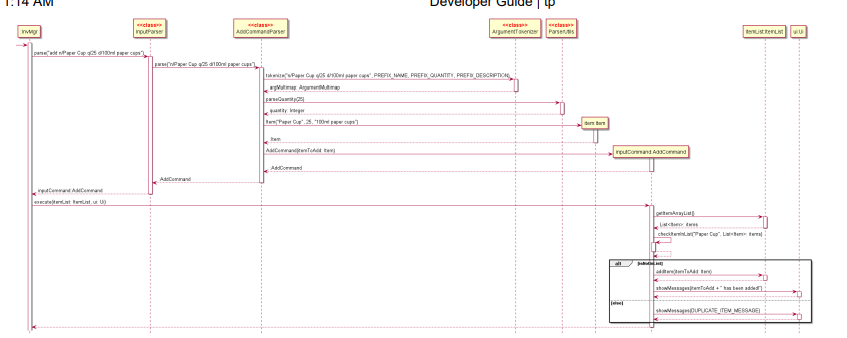 1:14 AM
Developer Guide | tp
<<class>>
<<class>>
<<class>>
<<class>>
InvMgr
InputParser
AddCommandParser
ArgumentTokenizer
ParserUtils
itemList:ItemList
ui:Ui
parse("add n/Paper Cup q/25 d/100ml paper cups")
parse("n/Paper Cup q/25 d/100ml paper cups")
tokenize("n/Paper Cup q/25 d/100ml paper cups", PREFIX_NAME, PREFIX_QUANTITY, PREFIX_DESCRIPTION)
argMultimap: ArgumentMultimap
parseQuantity(25)
quantity: Integer
Item("Paper Cup", 25, "100ml paper cups")
item:Item
Item
AddCommand(itemToAdd: Item)
inputCommand:AddCommand
AddCommand
AddCommand
inputCommand:AddCommand
execute(itemList: ItemList, ui: Ui)
getItemArrayList()
List<Item>: items
checkItemInList("Paper Cup", List<Item>: items)
alt
addItem(itemToAdd: Item)
showMessages(itemToAdd + " has been added!")
[else]
showMessages(DUPLICATE_ITEM_MESSAGE)